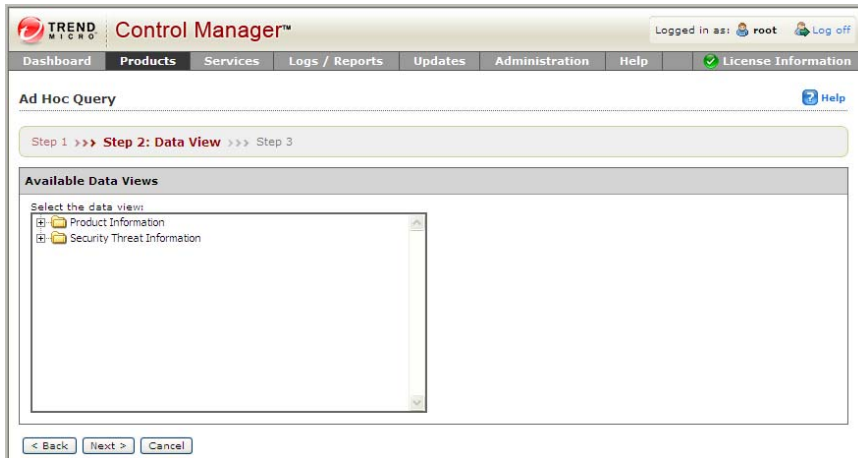 TREND MICRO Control Manager™ Logged in as: root Log off
Dashboard Products Services Logs / Reports Updates Administration Help License Information
Ad Hoc Query ? Help
Step 1 >>> Step 2: Data View >>> Step 3
Available Data Views
Select the data view:
Product Information
Security Threat Information
< Back Next > Cancel